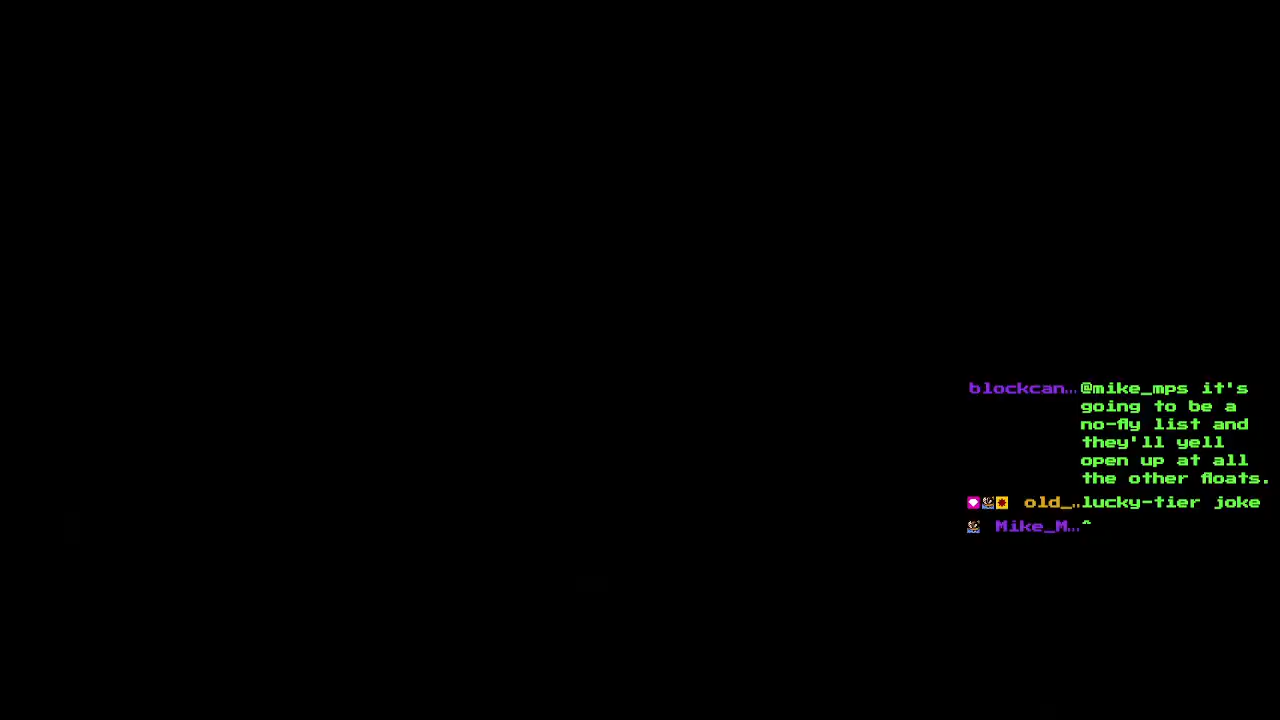 blockcan…@mike_mps it's
going to be a
no-fly list and
they'll yell
open up at all
the other floats.
old_…lucky-tier joke
Mike_M…^